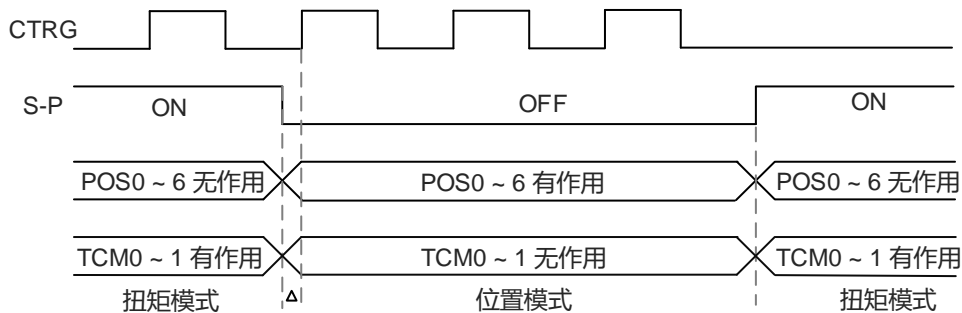 CTRG
S-P ON OFF ON
POS0 ~ 6 无作用 POS0 ~ 6 有作用 POS0 ~ 6 无作用
TCM0 ~ 1 有作用 TCM0 ~ 1 无作用 TCM0 ~ 1 有作用
扭矩模式 Δ 位置模式 扭矩模式